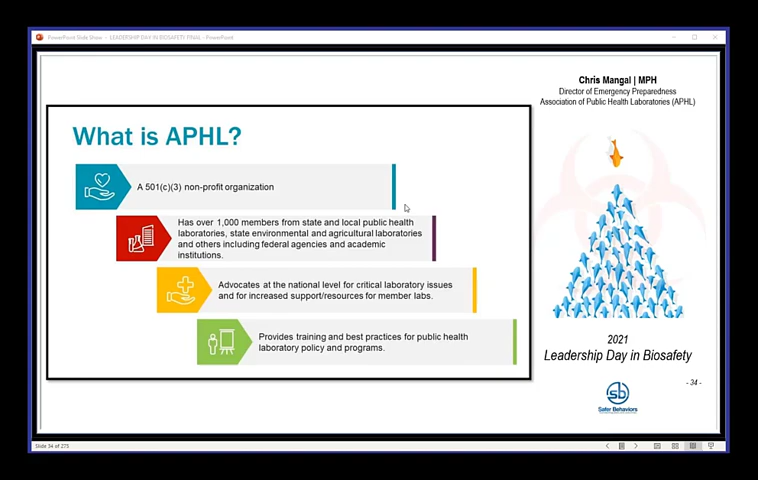 PowerPoint Slide Show - LEADERSHIP DAY IN BIOSAFETY FINAL - PowerPoint
Chris Mangal | MPH
Director of Emergency Preparedness
Association of Public Health Laboratories (APHL)
What is APHL?
A 501(c)(3) non-profit organization
Has over 1,000 members from state and local public health
laboratories, state environmental and agricultural laboratories
and others including federal agencies and academic
institutions.
Advocates at the national level for critical laboratory issues
and for increased support/resources for member labs.
Provides training and best practices for public health
laboratory policy and programs.
2021
Leadership Day in Biosafety
- 34 -
sb
Safer Behaviors
Slide 34 of 275